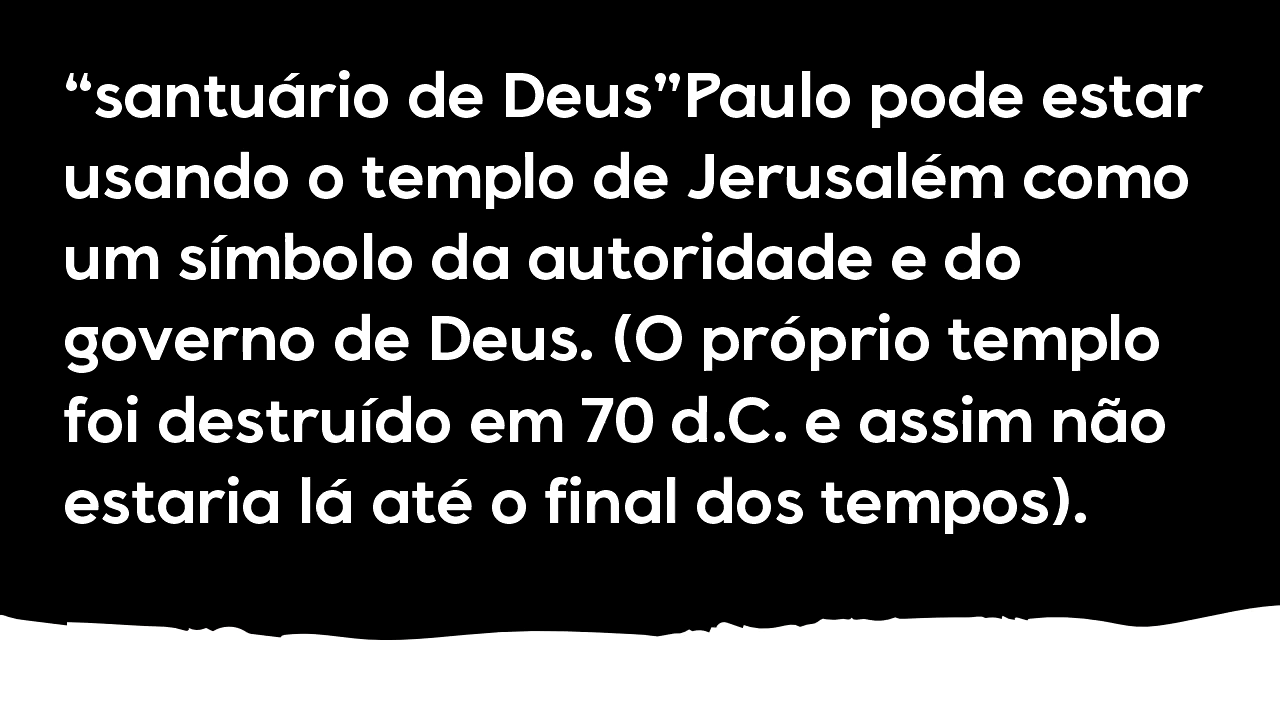 “santuário de Deus”Paulo pode estar
usando o templo de Jerusalém como
um símbolo da autoridade e do
governo de Deus. (O próprio templo
foi destruído em 70 d.C. e assim não
estaria lá até o final dos tempos).